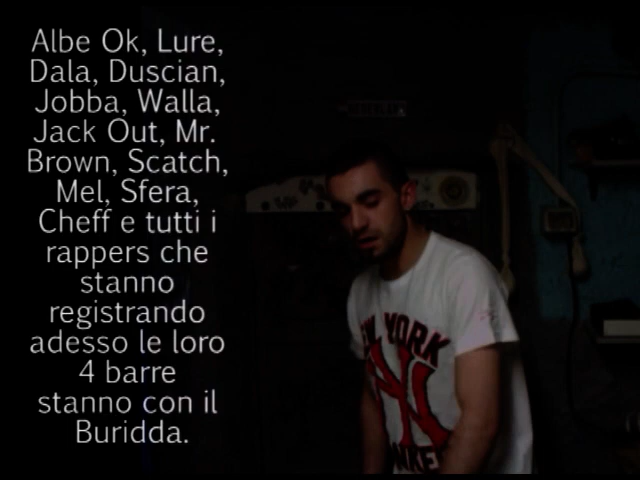 Albe Ok, Lure,
Dala, Duscian,
Jobba, Walla,
Jack Out, Mr.
Brown, Scatch,
Mel, Sfera,
Cheff e tutti i
rappers che
stanno
registrando
adesso le loro
4 barre
stanno con il
Buridda.
YORK